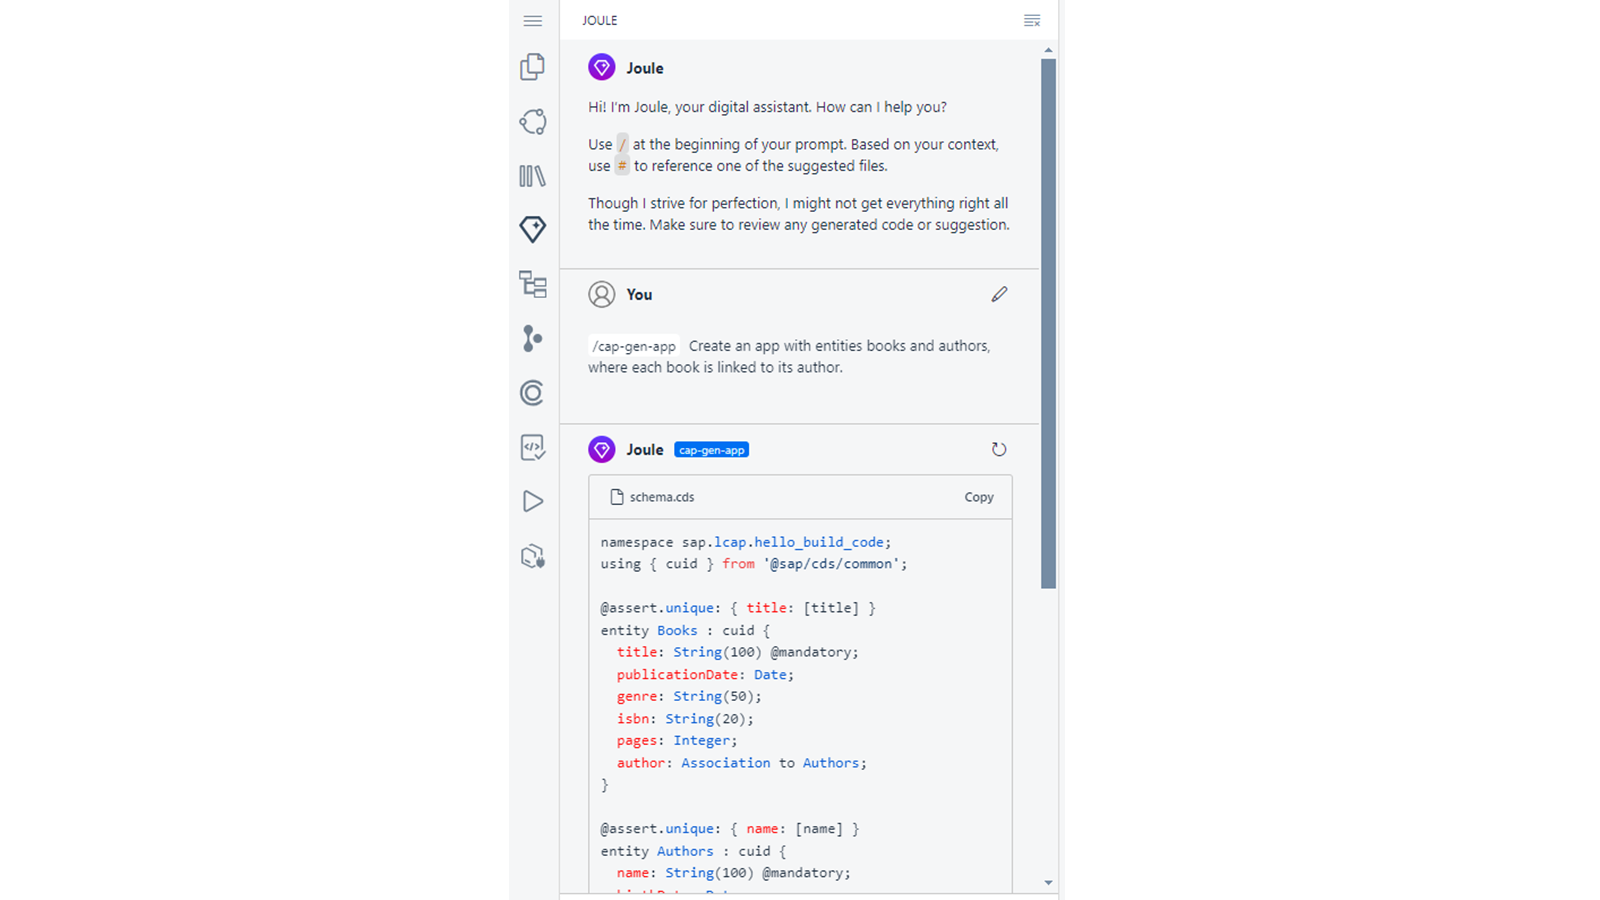 JOULE
Joule
Hi! I'm Joule, your digital assistant. How can I help you?
Use / at the beginning of your prompt. Based on your context,
use # to reference one of the suggested files.
Though I strive for perfection, I might not get everything right all
the time. Make sure to review any generated code or suggestion.
You
/cap-gen-app Create an app with entities books and authors,
where each book is linked to its author.
Joule cap-gen-app
schema.cds Copy
namespace sap.lcap.hello_build_code;
using { cuid } from '@sap/cds/common';
@assert.unique: { title: [title] }
entity Books : cuid {
title: String(100) @mandatory;
publicationDate: Date;
genre: String(50);
isbn: String(20);
pages: Integer;
author: Association to Authors;
}
@assert.unique: { name: [name] }
entity Authors : cuid {
name: String(100) @mandatory;